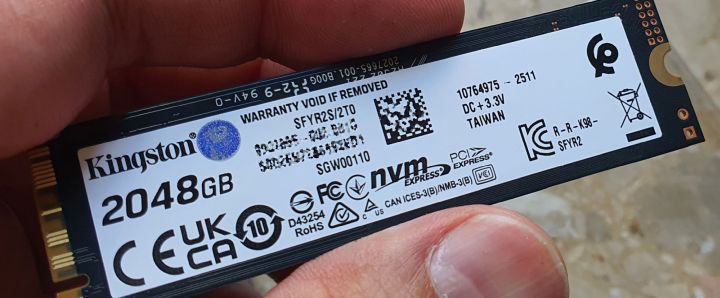 WARRANTY VOID IF REMOVED
SFYR2S/2T0
SGW00110
10764975 - 2511
DC + 3.3V
TAIWAN
Kingston
2048GB
CE
UK
CA
10
D43254
RoHS
FC
nvm
EXPRESS
PCI
EXPRESS
CAN ICES-3(B)/NMB-3(B)
R-R-K98-
SFYR2